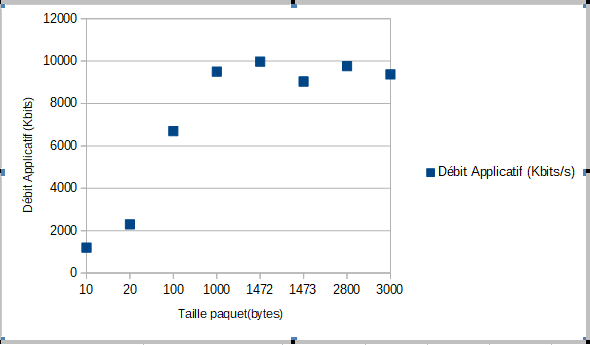 12000
10000
8000
6000
4000
2000
0
Débit Applicatif (Kbits)
10 20 100 1000 1472 1473 2800 3000
Taille paquet(bytes)
Débit Applicatif (Kbits/s)